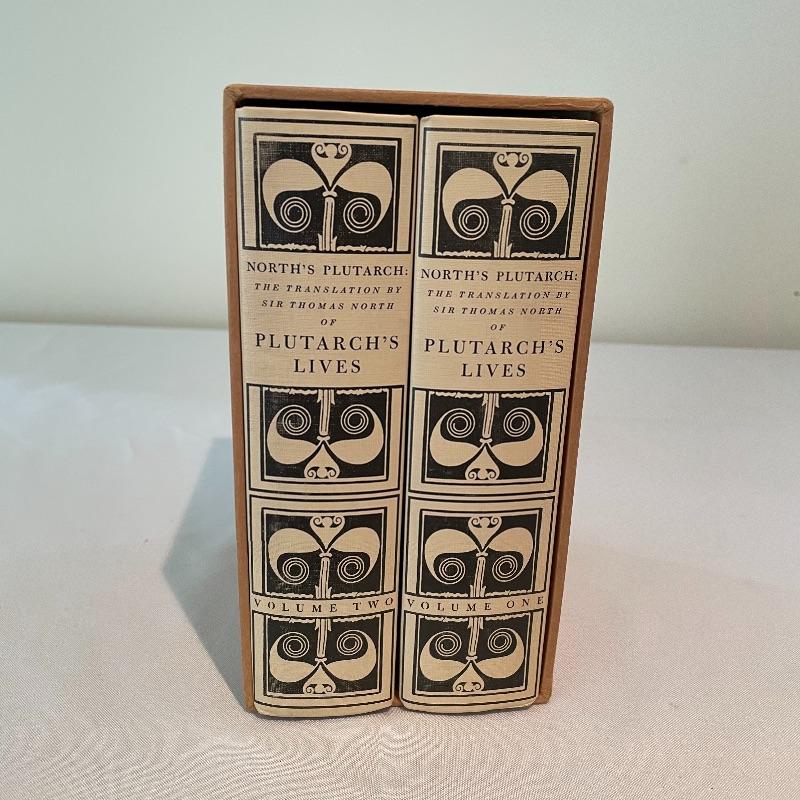 NORTH'S PLUTARCH:
THE TRANSLATION BY
SIR THOMAS NORTH
OF
PLUTARCH'S
LIVES
VOLUME TWO
NORTH'S PLUTARCH:
THE TRANSLATION BY
SIR THOMAS NORTH
OF
PLUTARCH'S
LIVES
VOLUME ONE